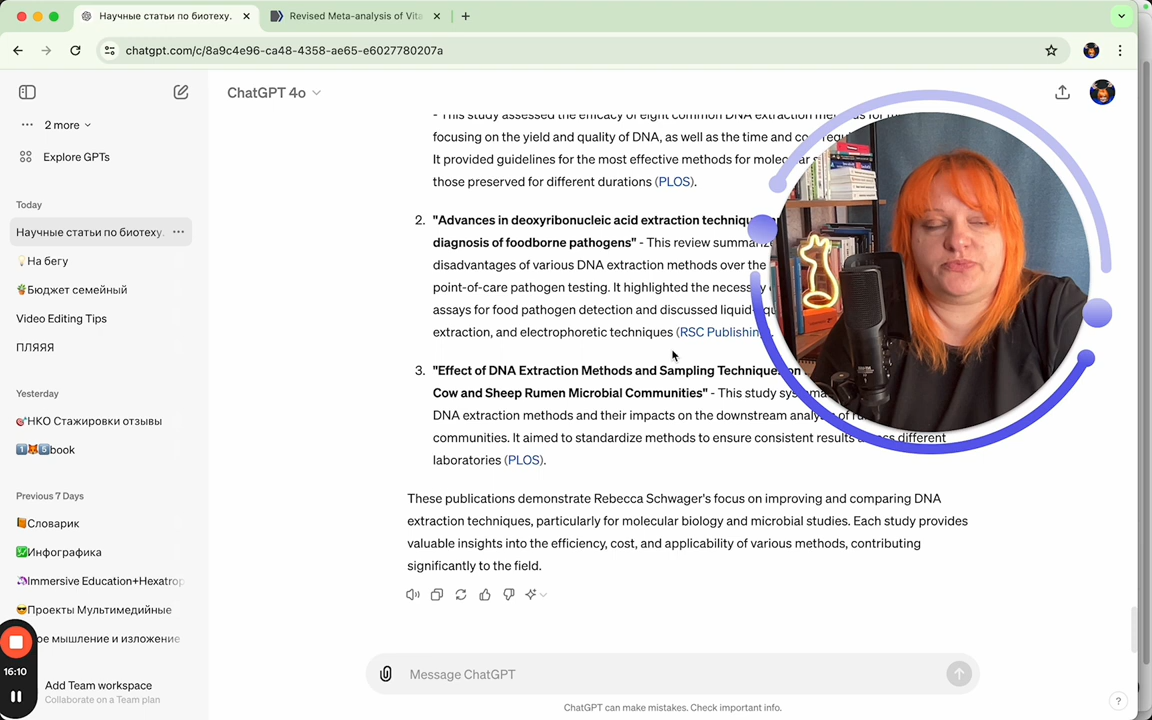 Научные статьи по биотеху.
Revised Meta-analysis of Vita
chatgpt.com/c/8a9c4e96-ca48-4358-ae65-e6027780207a
ChatGPT 4o
2 more
Explore GPTs
Today
Научные статьи по биотеху.
На бегу
Бюджет семейный
Video Editing Tips
ПЛЯЯЯ
Yesterday
НКО Стажировки отзывы
book
Previous 7 Days
Словарик
Инфографика
Immersive Education+Hexatrop
Проекты Мультимедийные
ое мышление и изложение
16:10
Add Team workspace
Collaborate on a Team plan
- This study assessed the efficacy of eight common DNA extraction
focusing on the yield and quality of DNA, as well as the time and
It provided guidelines for the most effective methods for
those preserved for different durations (PLOS).
2. "Advances in deoxyribonucleic acid extraction
diagnosis of foodborne pathogens" - This review
disadvantages of various DNA extraction methods over the
point-of-care pathogen testing. It highlighted the
assays for food pathogen detection and discussed
extraction, and electrophoretic techniques (RSC Publishing
3. "Effect of DNA Extraction Methods and Sampling Techniques on
Cow and Sheep Rumen Microbial Communities" - This study
DNA extraction methods and their impacts on the downstream of
communities. It aimed to standardize methods to ensure consistent results different
laboratories (PLOS).
These publications demonstrate Rebecca Schwager's focus on improving and comparing DNA
extraction techniques, particularly for molecular biology and microbial studies. Each study provides
valuable insights into the efficiency, cost, and applicability of various methods, contributing
significantly to the field.
Message ChatGPT
ChatGPT can make mistakes. Check important info.
?